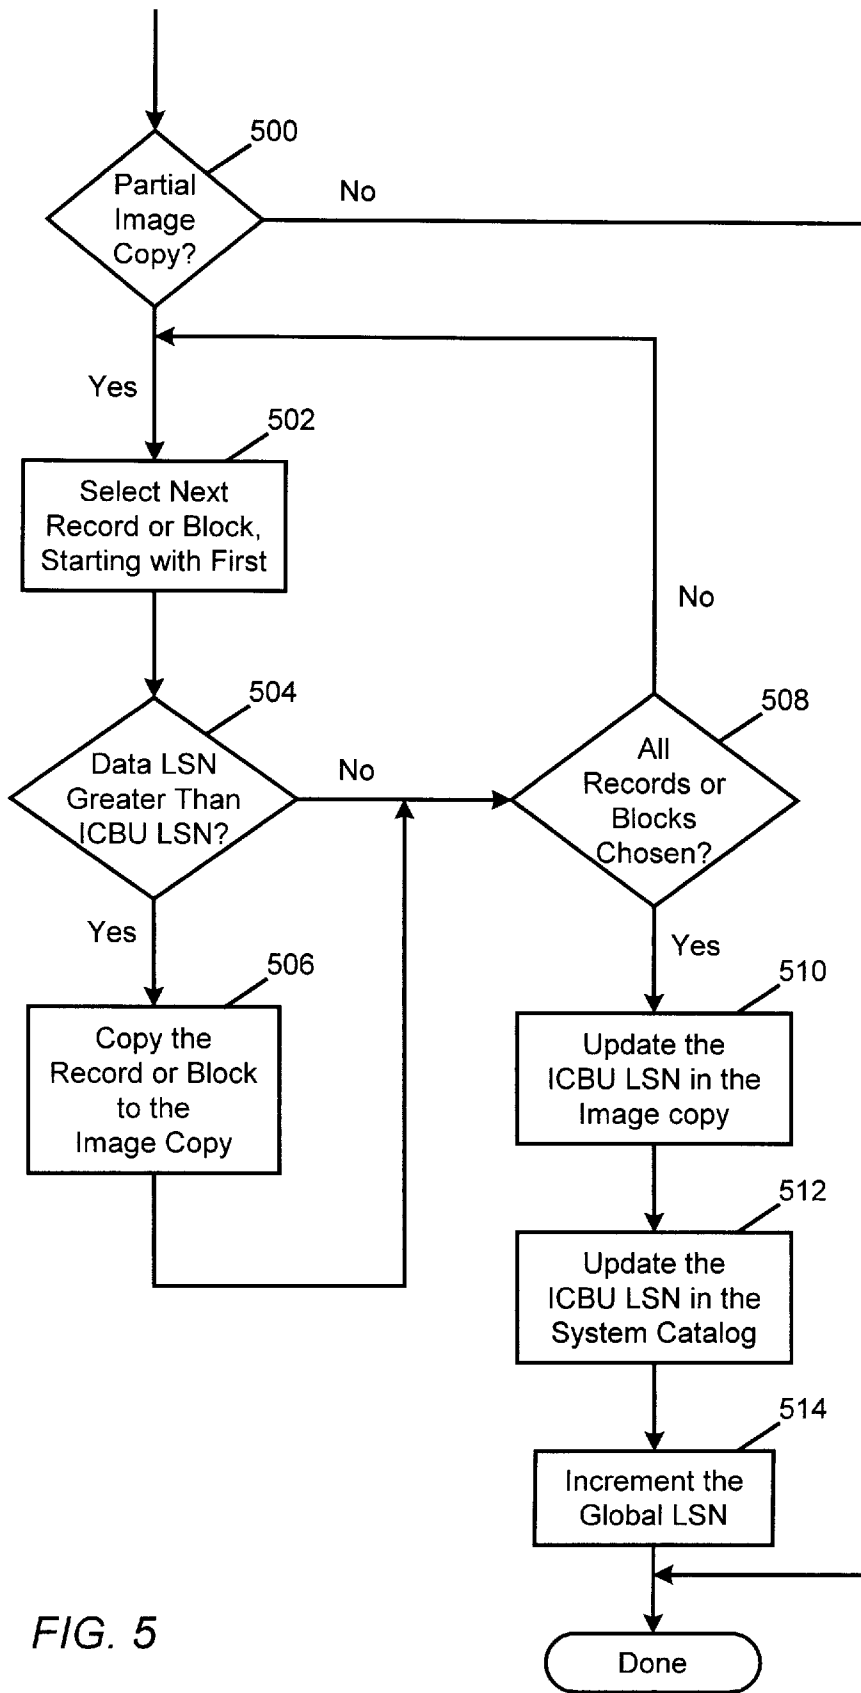 500
Partial
Image
Copy?
No
Yes
502
Select Next
Record or Block,
Starting with First
No
504
Data LSN
Greater Than
ICBU LSN?
No
508
All
Records or
Blocks
Chosen?
Yes
506
Copy the
Record or Block
to the
Image Copy
Yes
510
Update the
ICBU LSN in the
Image copy
512
Update the
ICBU LSN in the
System Catalog
514
Increment the
Global LSN
Done
FIG. 5